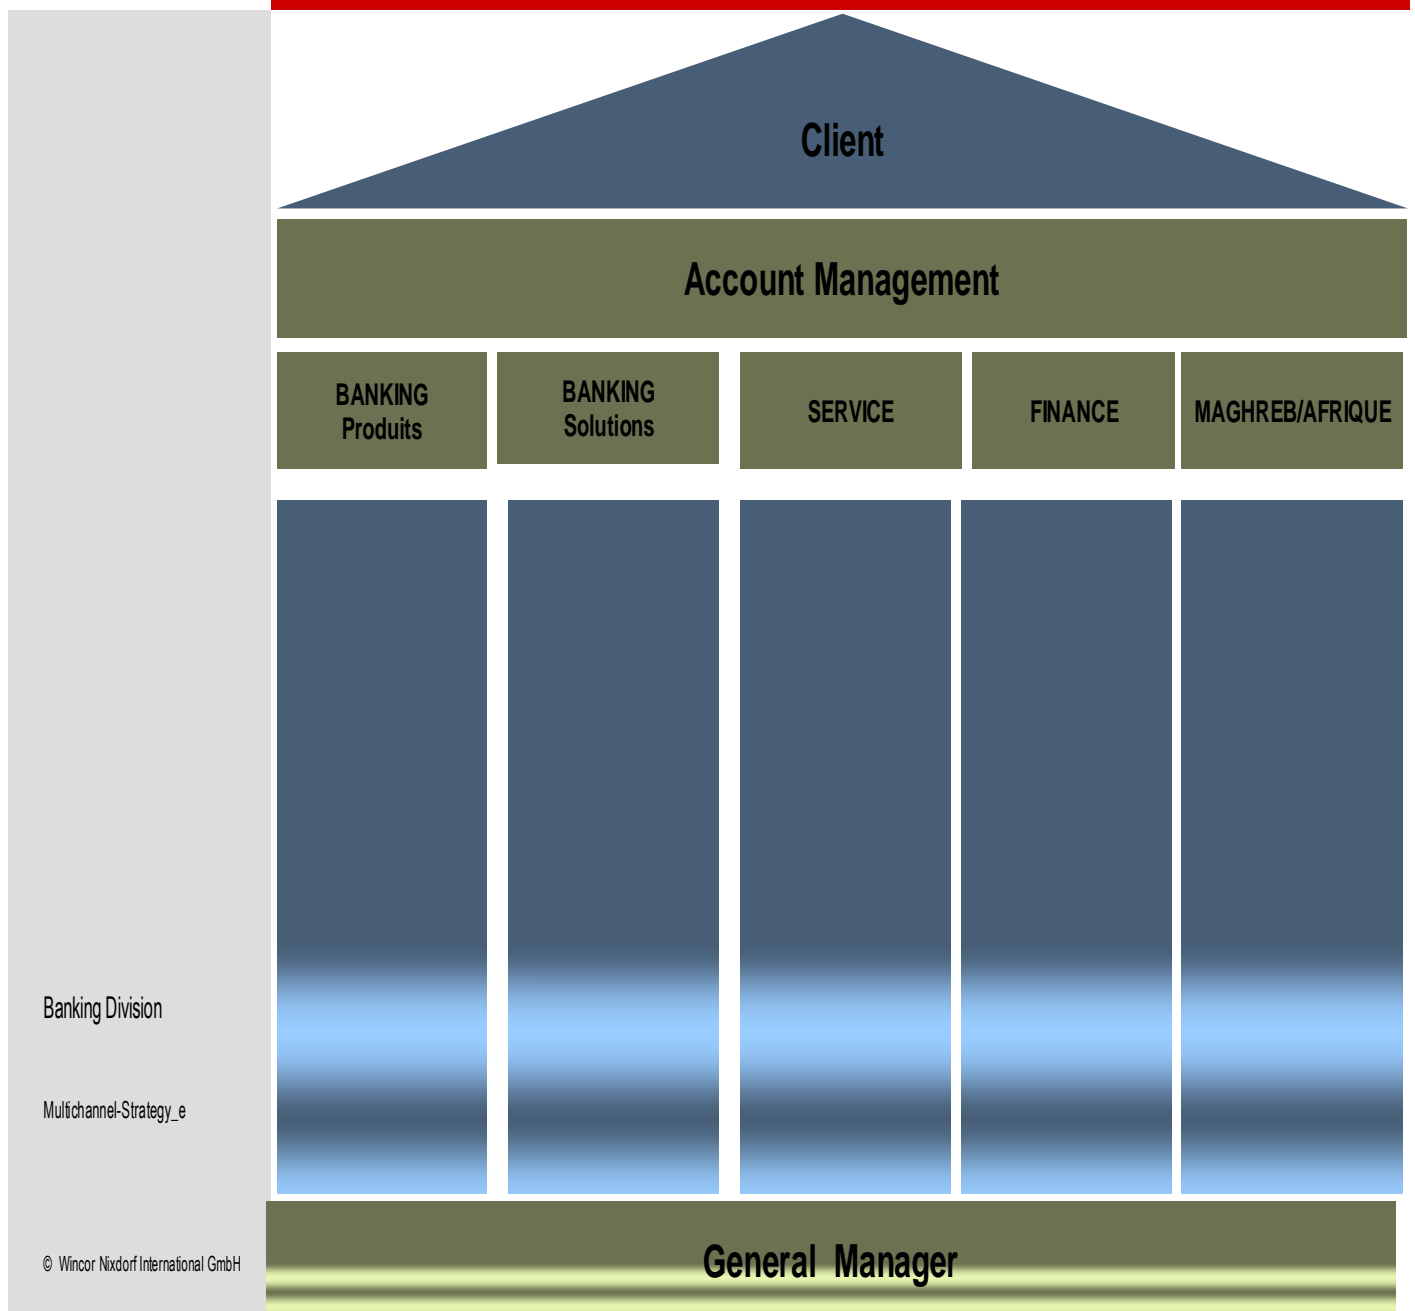 Client
Account Management
BANKING
Produits
BANKING
Solutions
SERVICE
FINANCE
MAGHREB/AFRIQUE
Banking Division
Multichannel-Strategy_e
© Wincor Nixdorf International GmbH
General Manager